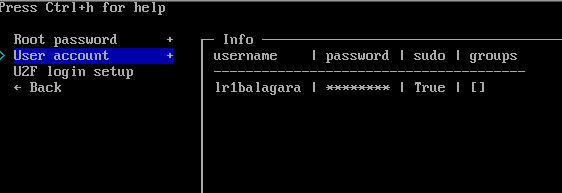 Press Ctrl+h for help
Root password +
> User account +
U2F login setup
← Back
Info
username | password | sudo | groups
--------------------------------------
lr1balagara | ******** | True | []